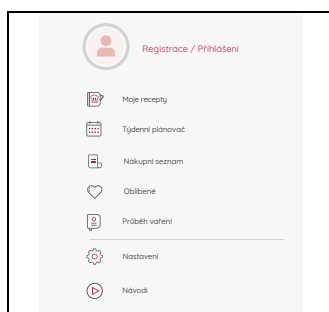 Registrace / Přihlášení
Moje recepty
Týdenní plánovač
Nákupní seznam
Oblíbené
Průběh vaření
Nastavení
Návodi